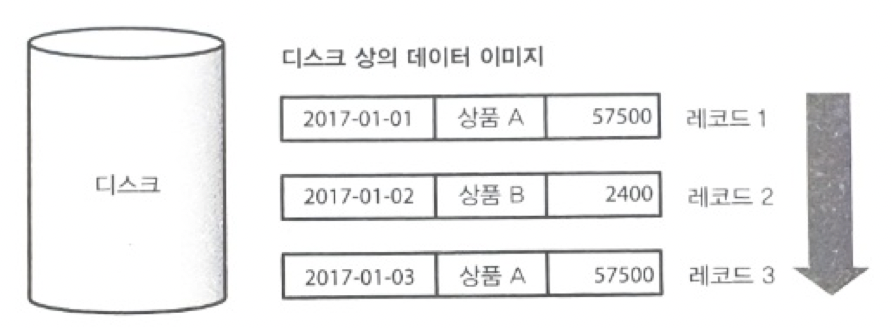 디스크 상의 데이터 이미지
2017-01-01 상품 A 57500 레코드 1
디스크
2017-01-02 상품 B 2400 레코드 2
2017-01-03 상품 A 57500 레코드 3